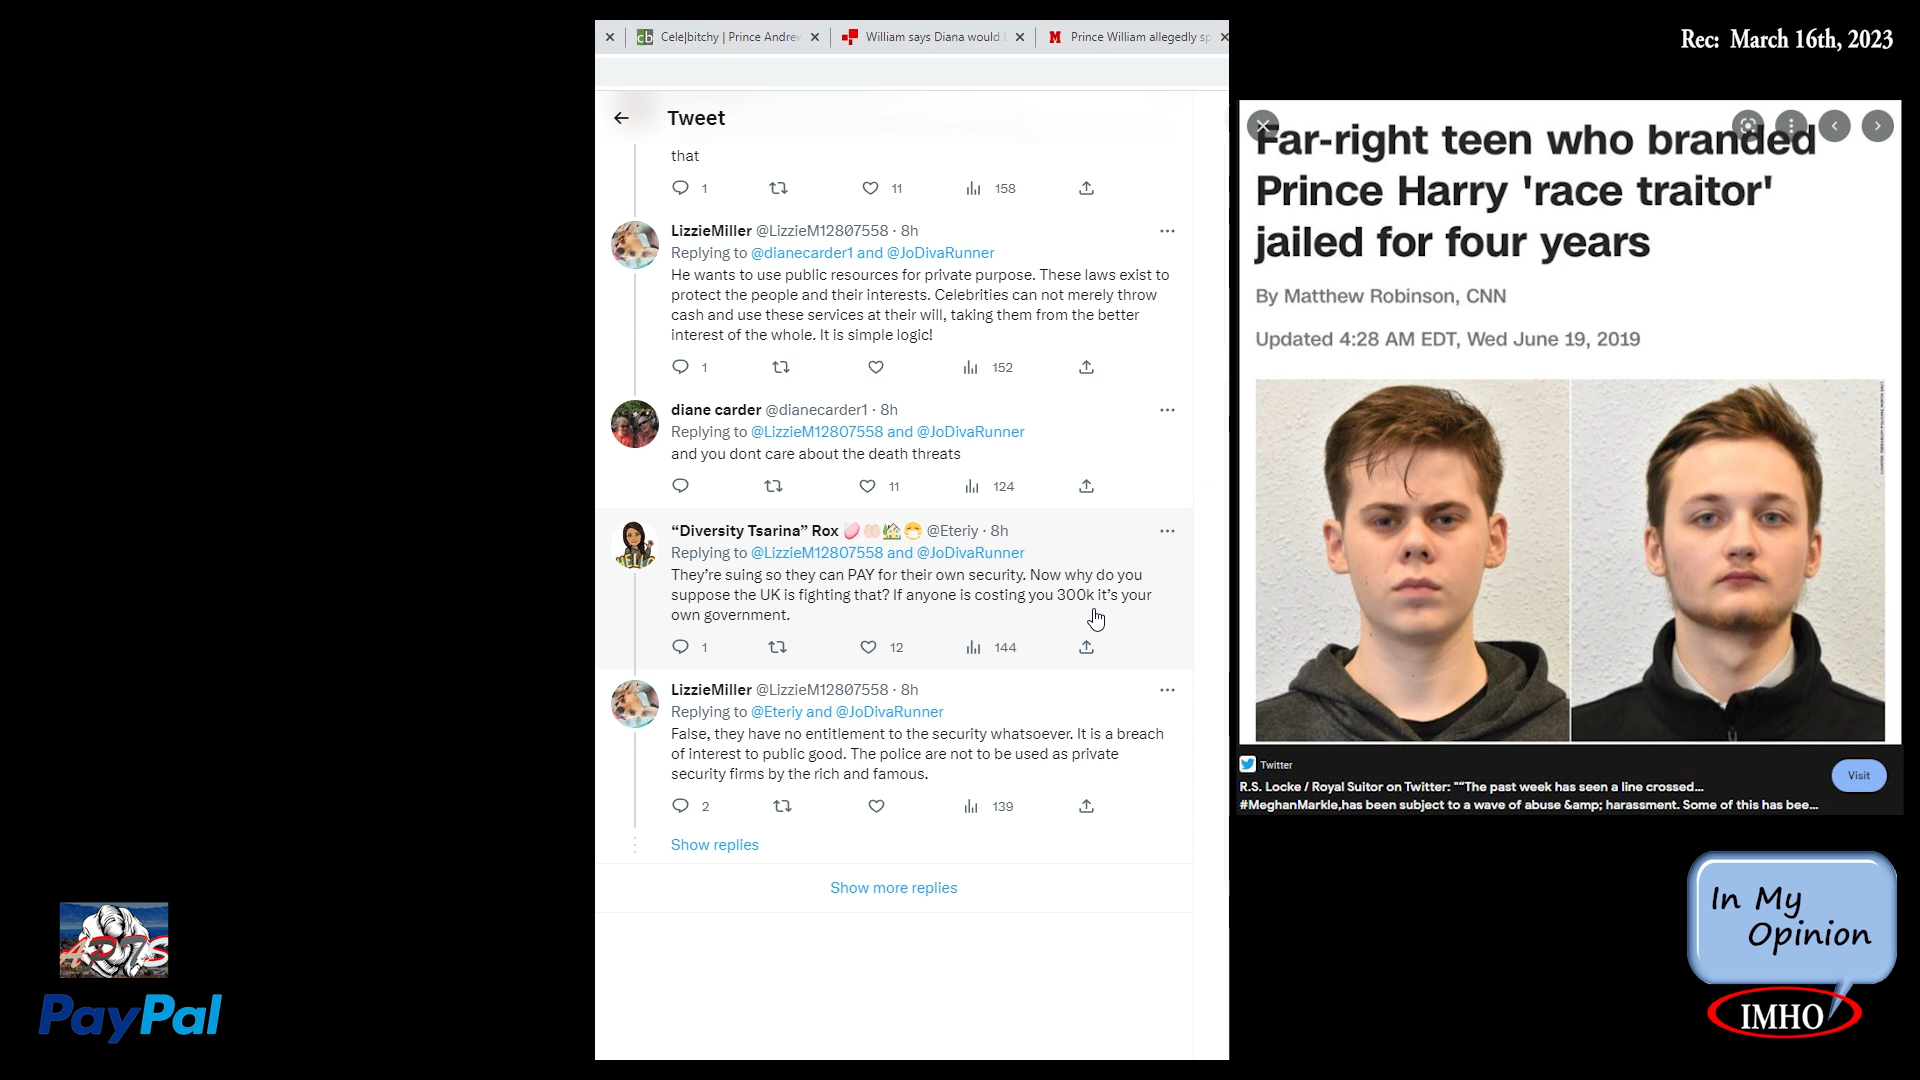 Cele|bitchy | Prince Andrew
William says Diana would
Prince William allegedly sp
Rec: March 16th, 2023
Tweet
that
1 11 158
LizzieMiller @LizzieM12807558 · 8h
Replying to @dianecarder1 and @JoDivaRunner
He wants to use public resources for private purpose. These laws exist to
protect the people and their interests. Celebrities can not merely throw
cash and use these services at their will, taking them from the better
interest of the whole. It is simple logic!
1 152
diane carder @dianecarder1 · 8h
Replying to @LizzieM12807558 and @JoDivaRunner
and you dont care about the death threats
11 124
“Diversity Tsarina” Rox @Eteriy · 8h
Replying to @LizzieM12807558 and @JoDivaRunner
They’re suing so they can PAY for their own security. Now why do you
suppose the UK is fighting that? If anyone is costing you 300k it’s your
own government.
1 12 144
LizzieMiller @LizzieM12807558 · 8h
Replying to @Eteriy and @JoDivaRunner
False, they have no entitlement to the security whatsoever. It is a breach
of interest to public good. The police are not to be used as private
security firms by the rich and famous.
2 139
Show replies
Show more replies
Far-right teen who branded
Prince Harry 'race traitor'
jailed for four years
By Matthew Robinson, CNN
Updated 4:28 AM EDT, Wed June 19, 2019
Twitter
R.S. Locke / Royal Suitor on Twitter: "“The past week has seen a line crossed...
#MeghanMarkle,has been subject to a wave of abuse &amp; harassment. Some of this has bee...
Visit
HELLO
ADTS
PayPal
In My
Opinion
IMHO